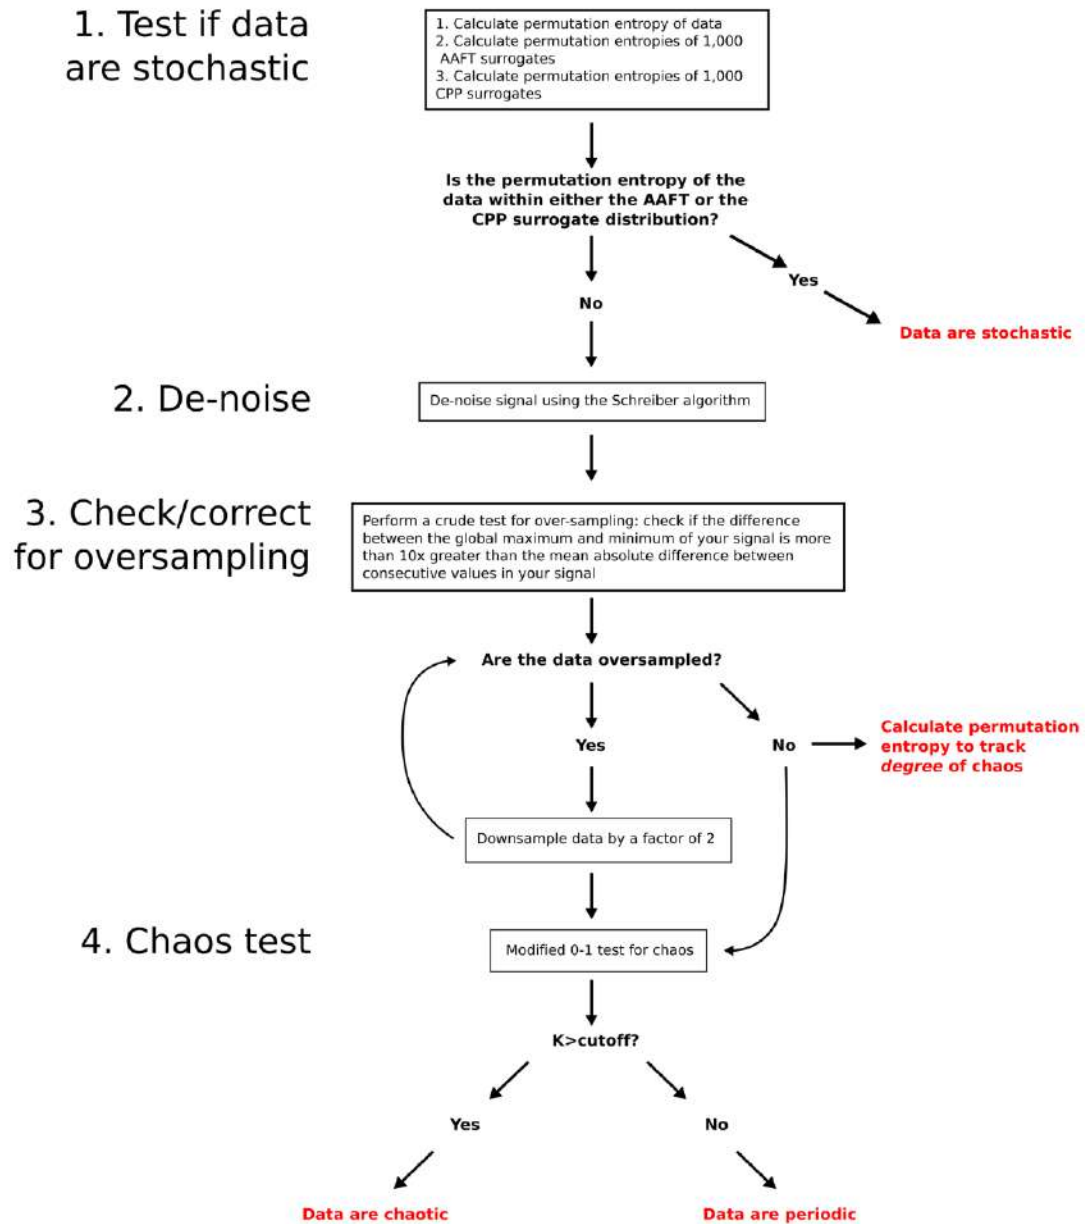 1. Test if data
are stochastic
1. Calculate permutation entropy of data
2. Calculate permutation entropies of 1,000
AAFT surrogates
3. Calculate permutation entropies of 1,000
CPP surrogates
Is the permutation entropy of the
data within either the AAFT or the
CPP surrogate distribution?
Yes
No
Data are stochastic
2. De-noise
De-noise signal using the Schreiber algorithm
3. Check/correct
for oversampling
Perform a crude test for over-sampling: check if the difference
between the global maximum and minimum of your signal is more
than 10x greater than the mean absolute difference between
consecutive values in your signal
Are the data oversampled?
Yes
No
Calculate permutation
entropy to track
degree of chaos
Downsample data by a factor of 2
4. Chaos test
Modified 0-1 test for chaos
K>cutoff?
Yes
No
Data are chaotic
Data are periodic